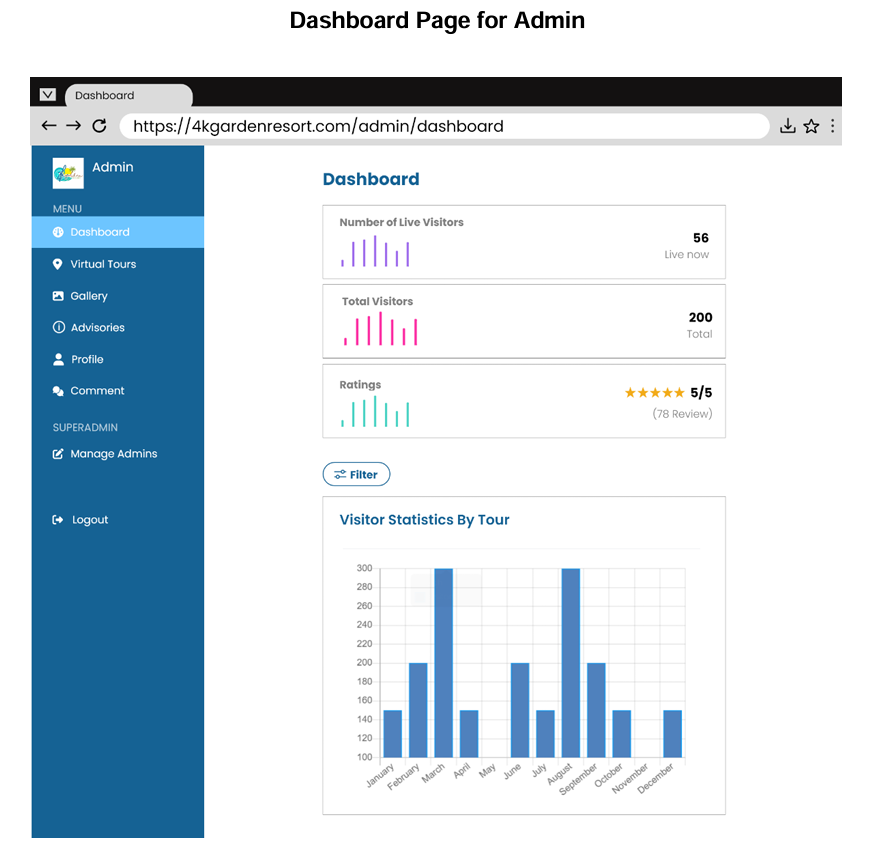 Dashboard Page for Admin
Dashboard
https://4kgardenresort.com/admin/dashboard
Admin
MENU
Dashboard
Virtual Tours
Gallery
Advisories
Profile
Comment
SUPERADMIN
Manage Admins
Logout
Dashboard
Number of Live Visitors
56
Live now
Total Visitors
200
Total
Ratings
5/5
(78 Review)
Filter
Visitor Statistics By Tour
300
280
260
240
220
200
180
160
140
120
100
January
February
March
April
May
June
July
August
September
October
November
December